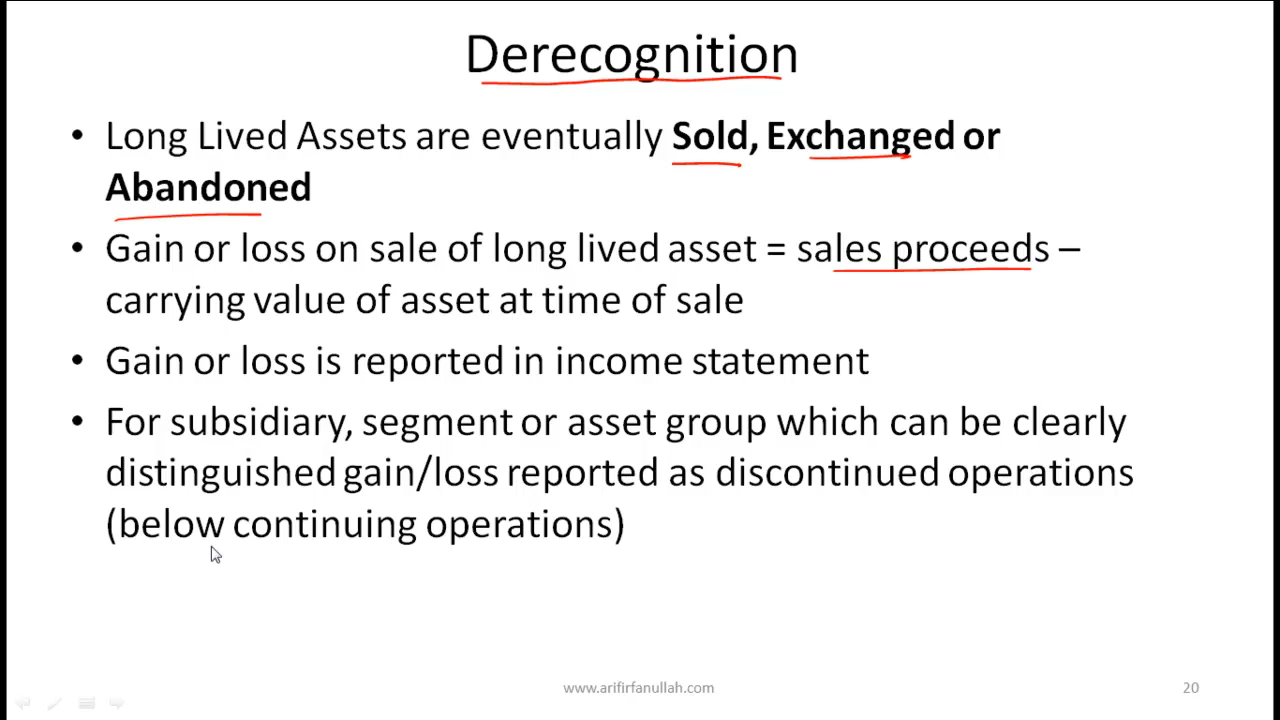 Derecognition
• Long Lived Assets are eventually Sold, Exchanged or
Abandoned
• Gain or loss on sale of long lived asset = sales proceeds –
carrying value of asset at time of sale
• Gain or loss is reported in income statement
• For subsidiary, segment or asset group which can be clearly
distinguished gain/loss reported as discontinued operations
(below continuing operations)
www.arifirfanullah.com
20